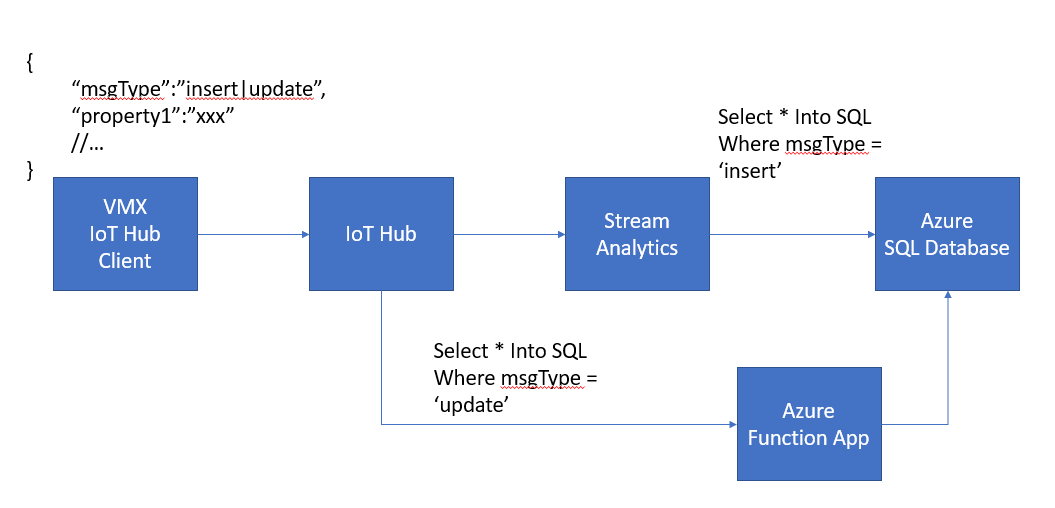 {
“msgType”:”insert|update”,
“property1”:”xxx”
//...
}
Select * Into SQL
Where msgType =
‘insert’
VMX
IoT Hub
Client
IoT Hub
Stream
Analytics
Azure
SQL Database
Select * Into SQL
Where msgType =
‘update’
Azure
Function App